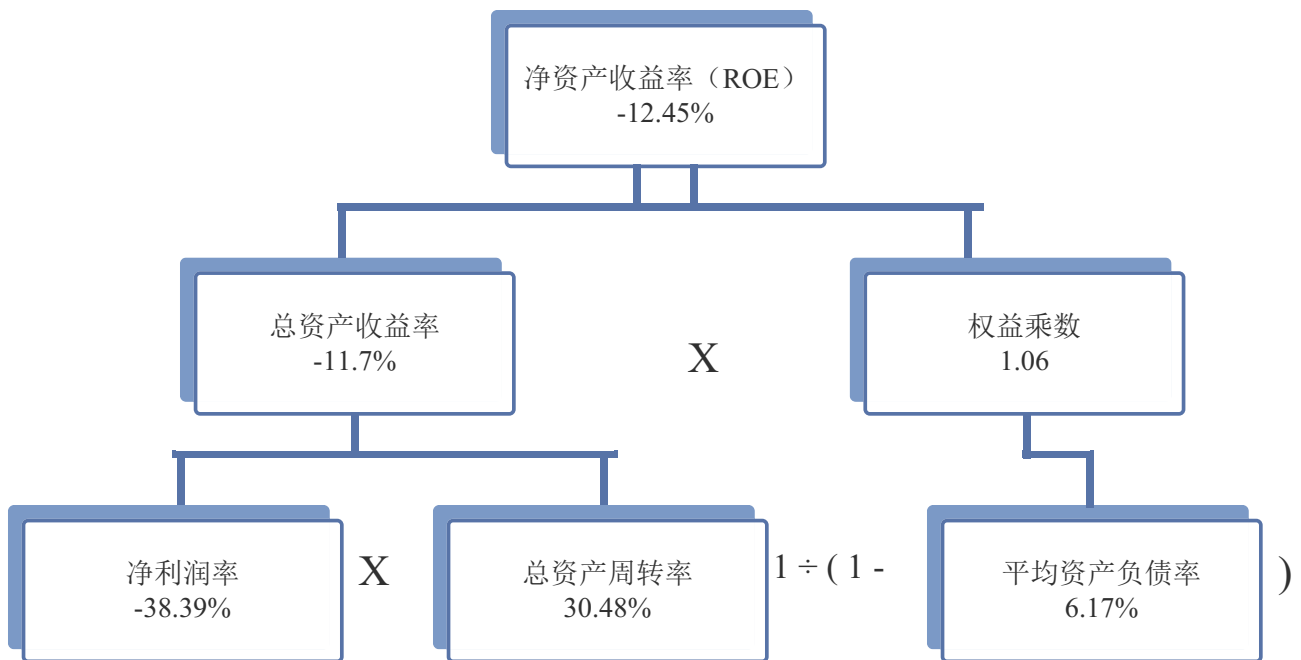 净资产收益率（ROE）
-12.45%
总资产收益率
-11.7%
X
权益乘数
1.06
净利润率
-38.39%
X
总资产周转率
30.48%
1 ÷ ( 1 -
平均资产负债率
6.17%
)